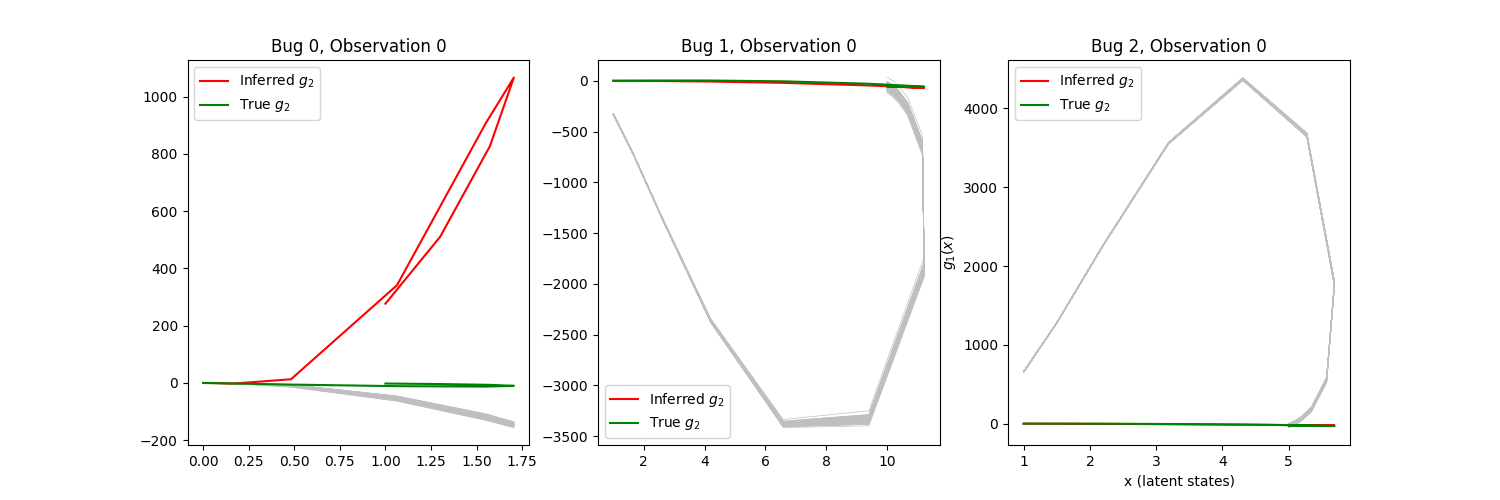 Bug 0, Observation 0
Inferred g₂
True g₂
1000
800
600
400
200
0
−200
0.00 0.25 0.50 0.75 1.00 1.25 1.50 1.75
Bug 1, Observation 0
0
−500
−1000
−1500
−2000
−2500
−3000
−3500
Inferred g₂
True g₂
2 4 6 8 10
Bug 2, Observation 0
Inferred g₂
True g₂
g₁(x)
4000
3000
2000
1000
0
1 2 3 4 5
x (latent states)